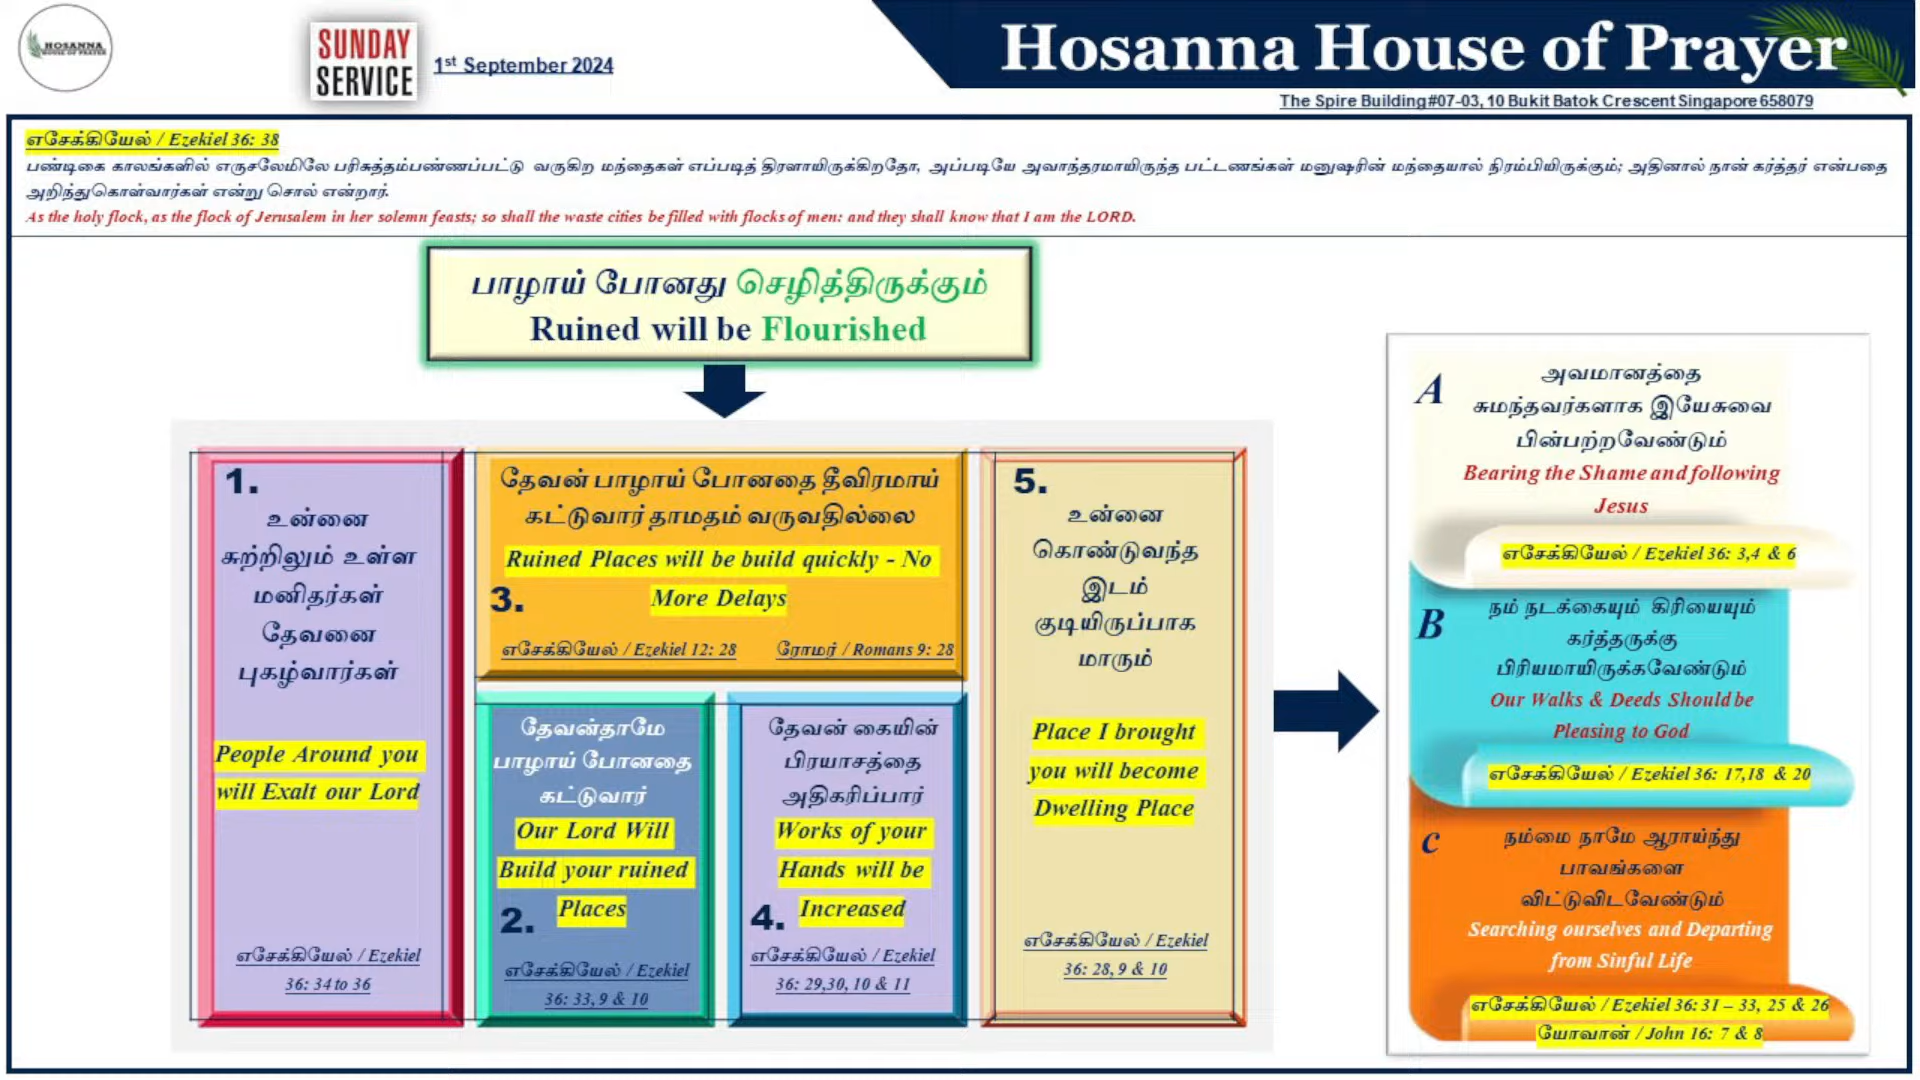 HOSANNA
HOUSE OF PRAYER
SUNDAY
SERVICE
1st September 2024
Hosanna House of Prayer
The Spire Building#07-03, 10 Bukit Batok Crescent Singapore 658079
எசேக்கியேல் / Ezekiel 36: 38
பண்டிகை காலங்களில் எருசலேமிலே பரிசுத்தம்பண்ணப்பட்டு வருகிற மந்தைகள் எப்படித் திரளாயிருக்கிறதோ, அப்படியே அவாந்தரமாயிருந்த பட்டணங்கள் மனுஷரின் மந்தையால் நிரம்பியிருக்கும்; அதினால் நான் கர்த்தர் என்பதை
அறிந்துகொள்வார்கள் என்று சொல் என்றார்.
As the holy flock, as the flock of Jerusalem in her solemn feasts; so shall the waste cities be filled with flocks of men: and they shall know that I am the LORD.
பாழாய் போனது செழித்திருக்கும்
Ruined will be Flourished
1.
உன்னை
சுற்றிலும் உள்ள
மனிதர்கள்
தேவனை
புகழ்வார்கள்
People Around you
will Exalt our Lord
எசேக்கியேல் / Ezekiel
36: 34 to 36
தேவன்தாமே
பாழாய் போனதை
கட்டுவார்
Our Lord Will
Build your ruined
Places
2.
எசேக்கியேல் / Ezekiel
36: 33, 9 & 10
தேவன் பாழாய் போனதை தீவிரமாய்
கட்டுவார் தாமதம் வருவதில்லை
Ruined Places will be build quickly - No
More Delays
3.
எசேக்கியேல் / Ezekiel 12: 28
ரோமர் / Romans 9: 28
தேவன் கையின்
பிரயாசத்தை
அதிகரிப்பார்
Works of your
Hands will be
Increased
4.
எசேக்கியேல் / Ezekiel
36: 29,30, 10 & 11
5.
உன்னை
கொண்டுவந்த
இடம்
குடியிருப்பாக
மாரும்
Place I brought
you will become
Dwelling Place
எசேக்கியேல் / Ezekiel
36: 28, 9 & 10
A
அவமானத்தை
சுமந்தவர்களாக இயேசுவை
பின்பற்றவேண்டும்
Bearing the Shame and following
Jesus
எசேக்கியேல் / Ezekiel 36: 3,4 & 6
B
நம் நடக்கையும் கிரியையும்
கர்த்தருக்கு
பிரியமாயிருக்கவேண்டும்
Our Walks & Deeds Should be
Pleasing to God
எசேக்கியேல் / Ezekiel 36: 17,18 & 20
c
நம்மை நாமே ஆராய்ந்து
பாவங்களை
விட்டுவிடவேண்டும்
Searching ourselves and Departing
from Sinful Life
எசேக்கியேல் / Ezekiel 36: 31 – 33, 25 & 26
யோவான் / John 16: 7 & 8